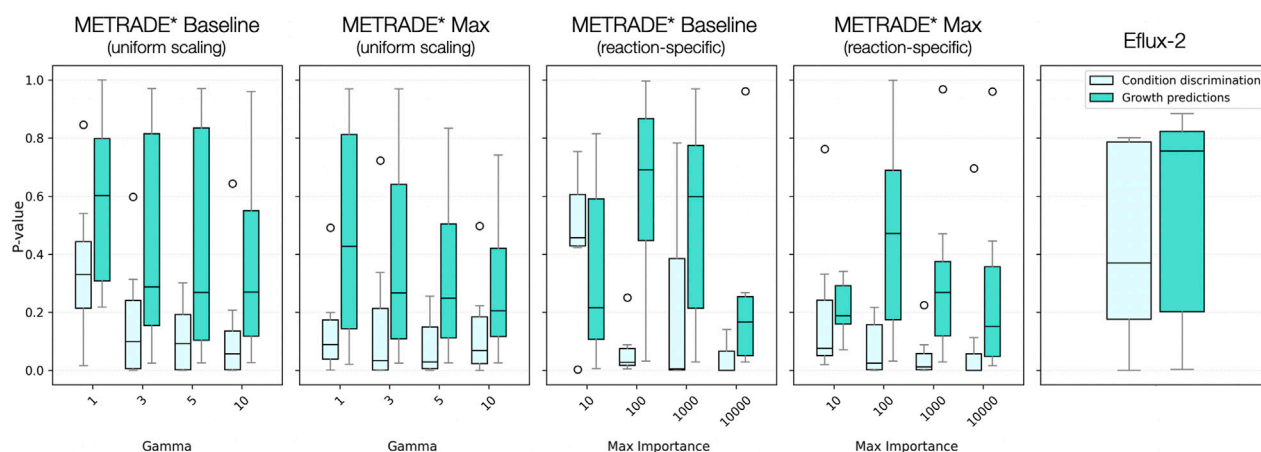 METRADE* Baseline
(uniform scaling)
METRADE* Max
(uniform scaling)
METRADE* Baseline
(reaction-specific)
METRADE* Max
(reaction-specific)
Eflux-2
Condition discrimination
Growth predictions
P-value
1.0
0.8
0.6
0.4
0.2
0.0
1 3 5 10
Gamma
1 3 5 10
Gamma
10 100 1000 10000
Max Importance
10 100 1000 10000
Max Importance